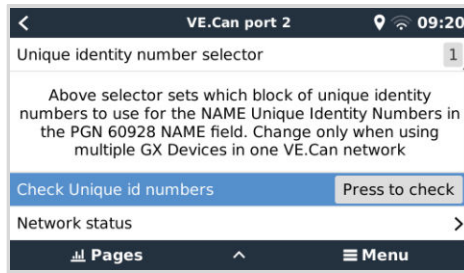 VE.Can port 2
09:20
Unique identity number selector
1
Above selector sets which block of unique identity
numbers to use for the NAME Unique Identity Numbers in
the PGN 60928 NAME field. Change only when using
multiple GX Devices in one VE.Can network
Check Unique id numbers
Press to check
Network status
Pages
Menu